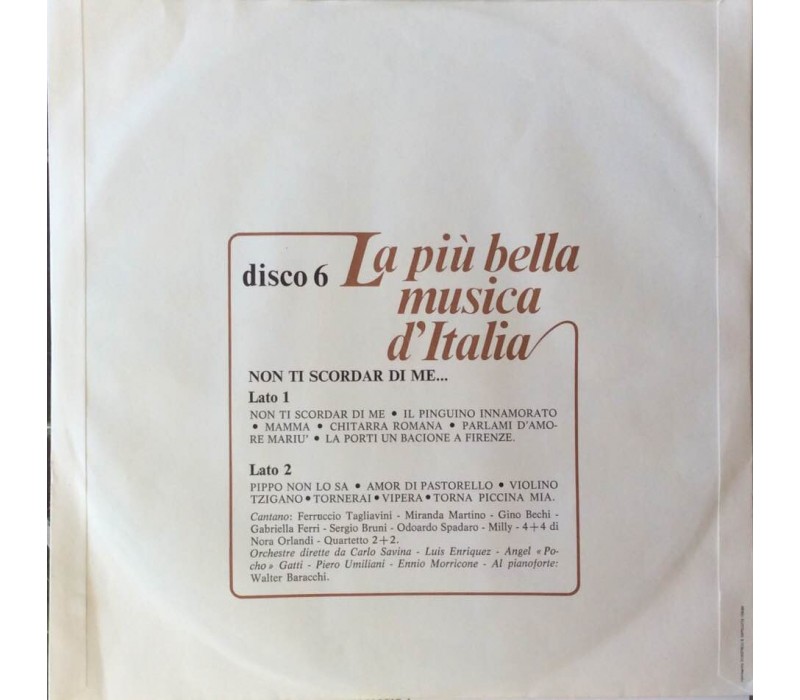 disco 6
La più bella
musica
d'Italia
NON TI SCORDAR DI ME...
Lato 1
NON TI SCORDAR DI ME • IL PINGUINO INNAMORATO
• MAMMA • CHITARRA ROMANA • PARLAMI D'AMO-
RE MARIU' • LA PORTI UN BACIONE A FIRENZE.
Lato 2
PIPPO NON LO SA • AMOR DI PASTORELLO • VIOLINO
TZIGANO • TORNERAI • VIPERA • TORNA PICCINA MIA.
Cantano: Ferruccio Tagliavini - Miranda Martino - Gino Bechi -
Gabriella Ferri - Sergio Bruni - Odoardo Spadaro - Milly - 4+4 di
Nora Orlandi - Quartetto 2+2.
Orchestre dirette da Carlo Savina - Luis Enriquez - Angel «Po-
cho» Gatti - Piero Umiliani - Ennio Morricone - Al pianoforte:
Walter Baracchi.